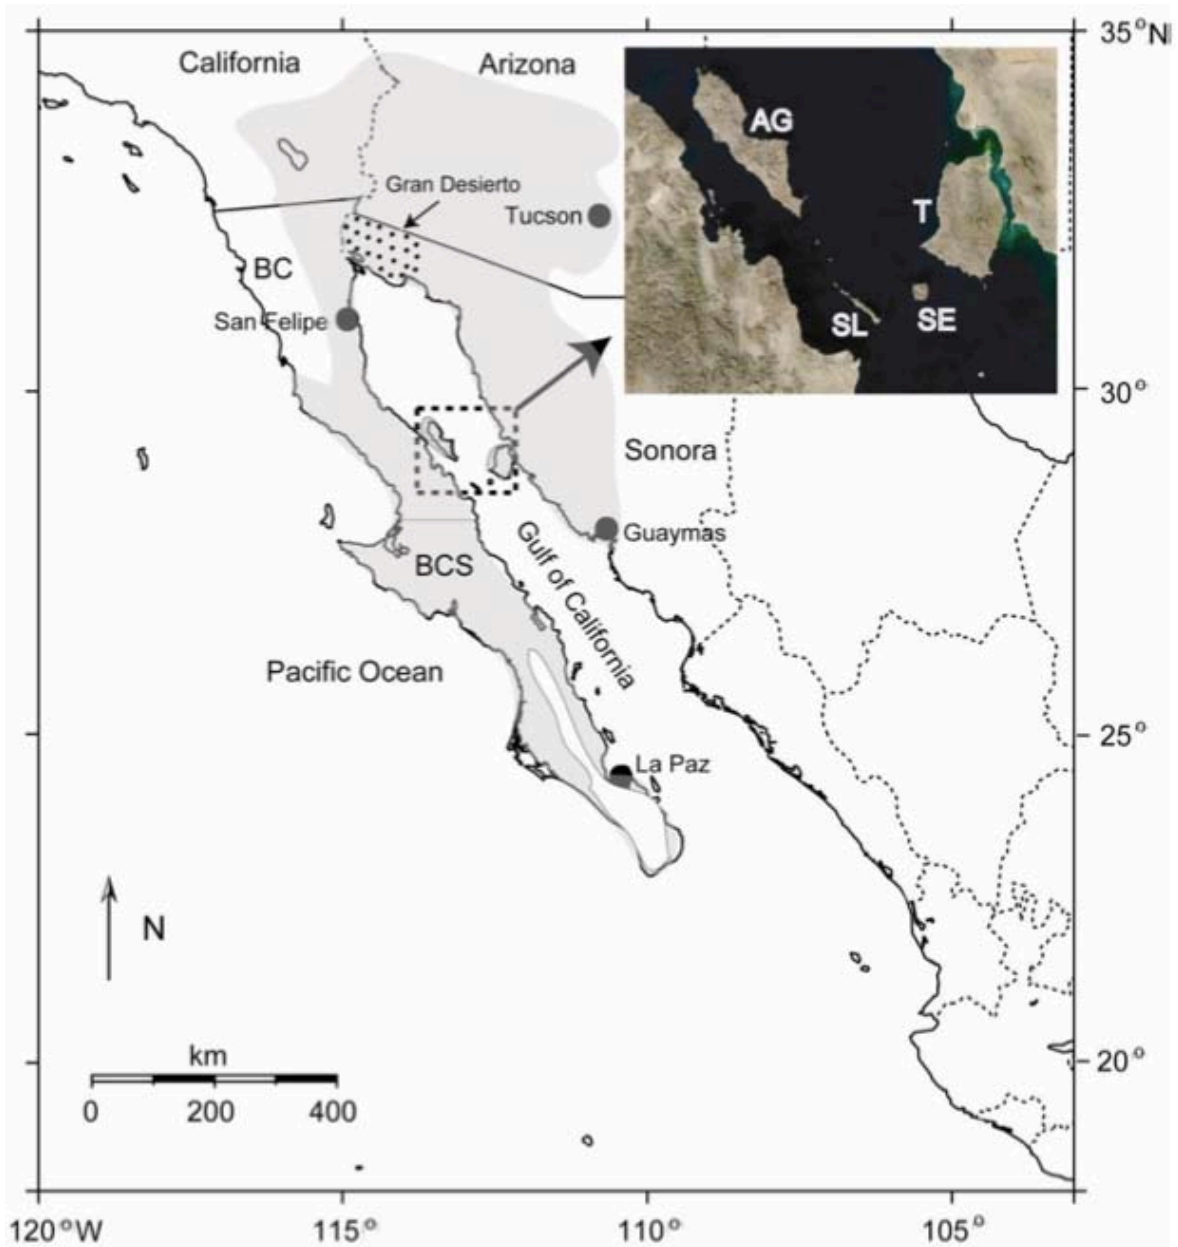 35°N
California
Arizona
AG
Gran Desierto
Tucson
T
BC
San Felipe
SL
SE
30°
Sonora
Guaymas
Gulf of California
BCS
Pacific Ocean
25°
La Paz
N
km
20°
0 200 400
120°W 115° 110° 105°